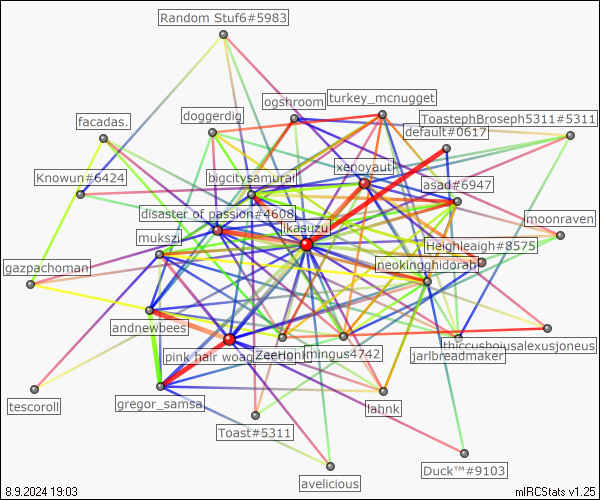 Random Stuf6#5983
turkey_mcnugget
ogshroom
doggerdig
ToastephBroseph5311#5311
facadas.
default#0617
xenoyaut
Knowun#6424
bigcitysamurai
asad#6947
disaster of passion#4608
moonraven
likasuzu
mukszi
Heighleaigh#8575
gazpachoman
neokingghidorah
andnewbees
thiccusboiusalexusjoneus
pink hair woag
ZeeHoni
mingus4742
jarlbreadmaker
tescoroll
gregor_samsa
lahnk
Toast#5311
Duck™#9103
avelicious
8.9.2024 19:03
mIRCStats v1.25